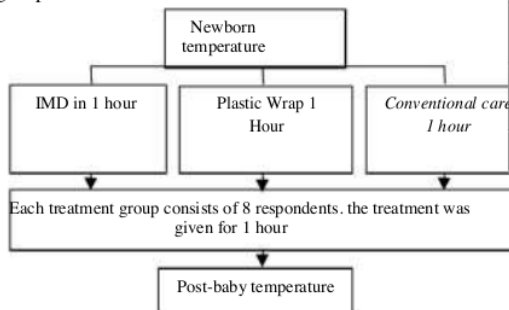 Newborn
temperature
IMD in 1 hour
Plastic Wrap 1
Hour
Conventional care
1 hour
Each treatment group consists of 8 respondents. the treatment was
given for 1 hour
Post-baby temperature